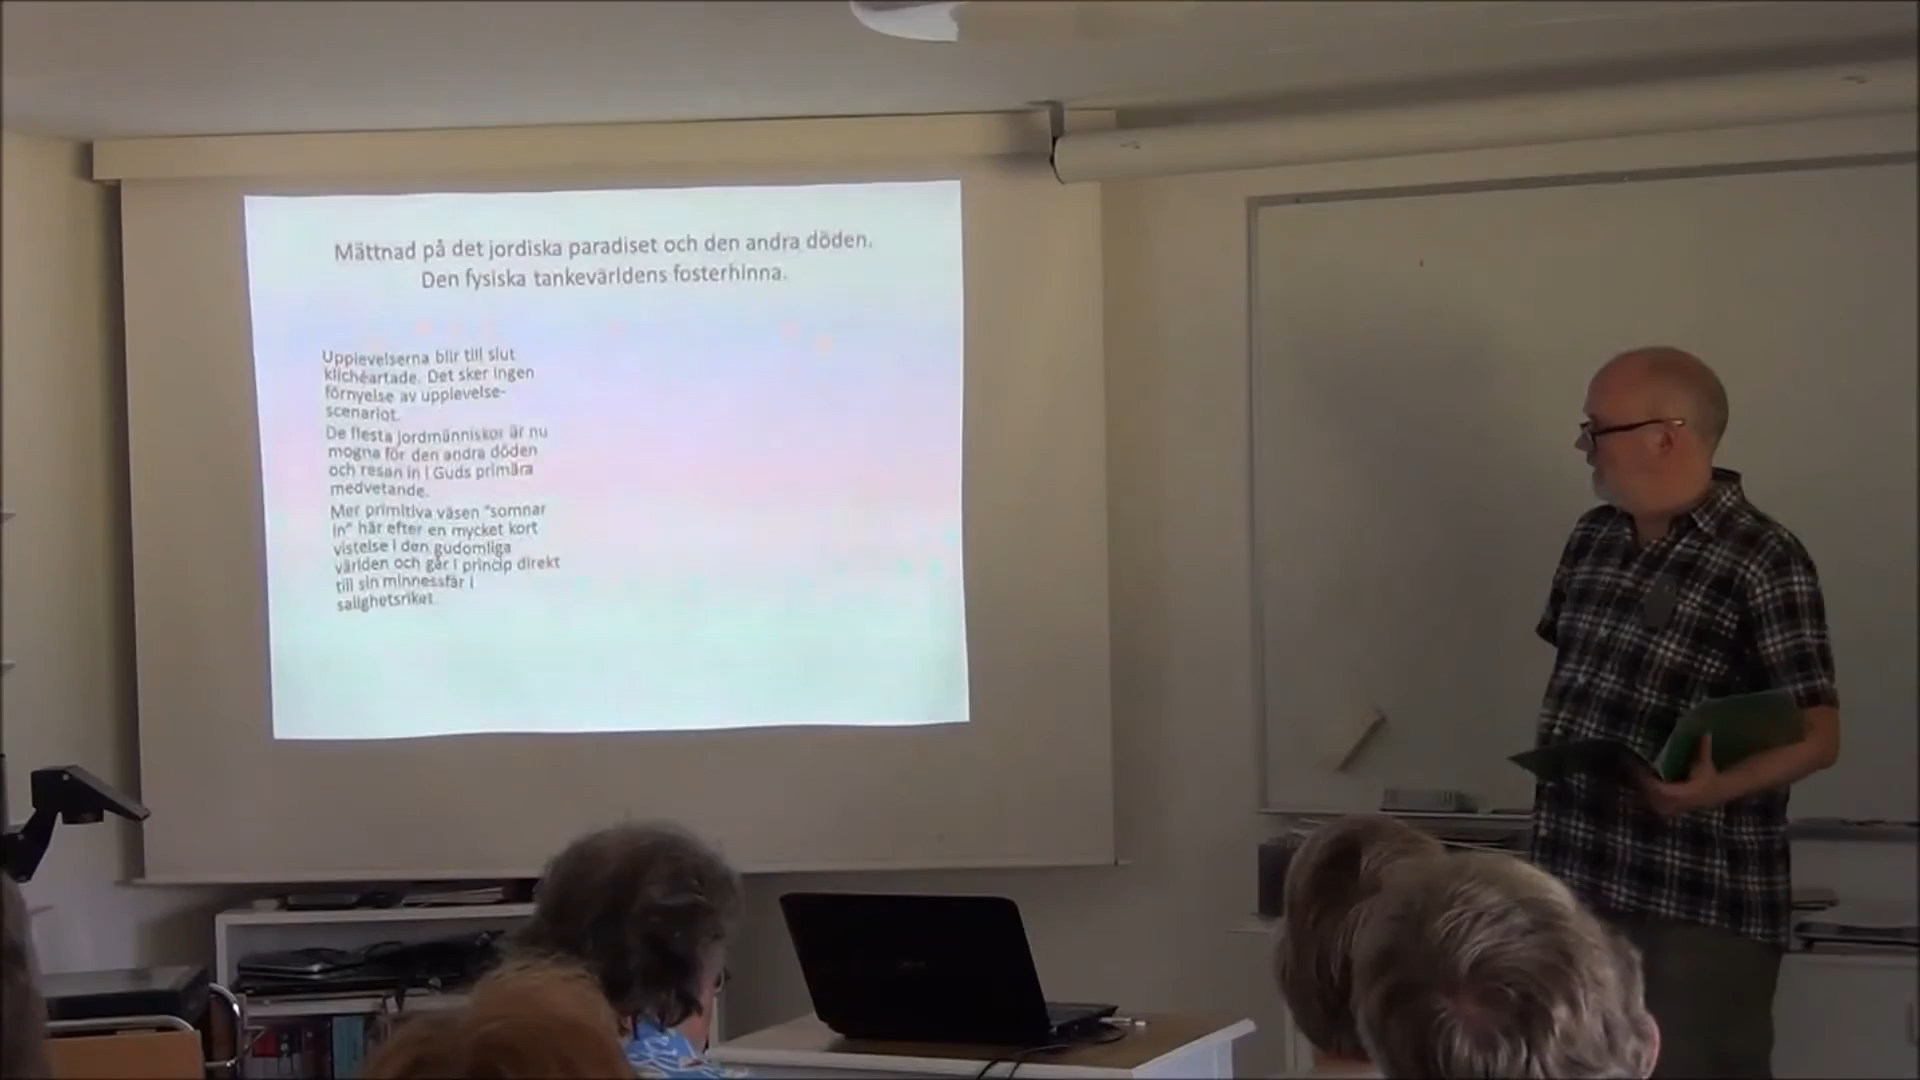 Mättnad på det jordiska paradiset och den andra döden.
Den fysiska tankevärldens fosterhinna.
Upplevelserna blir till slut
klichéartade. Det sker ingen
förnyelse av upplevelse-
scenariot.
De flesta jordmänniskor är nu
mogna för den andra döden
och resan in i Guds primära
medvetande.
Mer primitiva väsen "somnar
in" här efter en mycket kort
vistelse i den gudomliga
världen och går i princip direkt
till sin minnessfär i
salighetsriket.